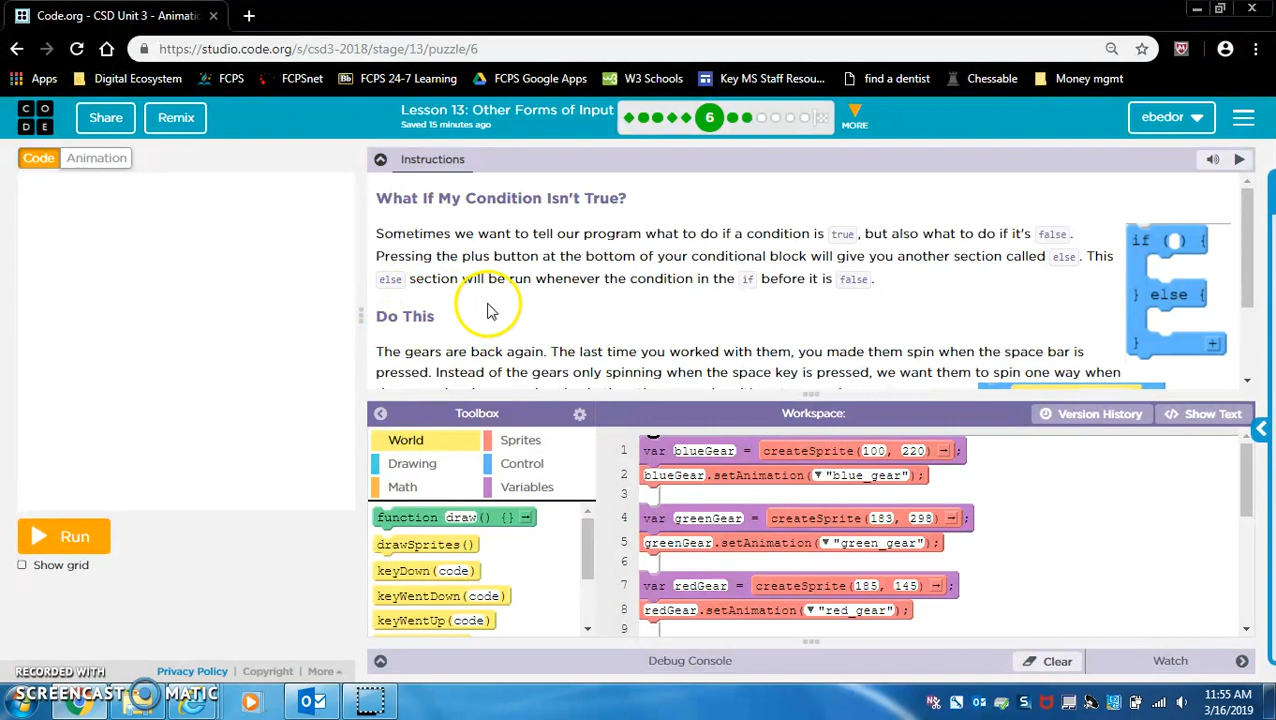 Code.org - CSD Unit 3 - Animatio
https://studio.code.org/s/csd3-2018/stage/13/puzzle/6
Apps Digital Ecosystem FCPS FCPSnet Bb FCPS 24-7 Learning FCPS Google Apps W3 Schools Key MS Staff Resou... find a dentist Chessable Money mgmt
C O D E Share Remix Lesson 13: Other Forms of Input 6 MORE ebedor
Saved 15 minutes ago
Code Animation
Instructions
What If My Condition Isn't True?
Sometimes we want to tell our program what to do if a condition is true, but also what to do if it's false.
Pressing the plus button at the bottom of your conditional block will give you another section called else. This
else section will be run whenever the condition in the if before it is false.
if () {
} else {
} +
Do This
The gears are back again. The last time you worked with them, you made them spin when the space bar is
pressed. Instead of the gears only spinning when the space key is pressed, we want them to spin one way when
Toolbox Workspace: Version History </> Show Text
World Sprites
Drawing Control
Math Variables
function draw() {}
drawSprites()
keyDown(code)
keyWentDown(code)
keyWentUp(code)
1 var blueGear = createSprite(100, 220);
2 blueGear.setAnimation("blue_gear");
3
4 var greenGear = createSprite(183, 298);
5 greenGear.setAnimation("green_gear");
6
7 var redGear = createSprite(185, 145);
8 redGear.setAnimation("red_gear");
9
Run
Show grid
Debug Console Clear Watch
Privacy Policy | Copyright | More
RECORDED WITH
SCREENCAST MATIC
11:55 AM
3/16/2019